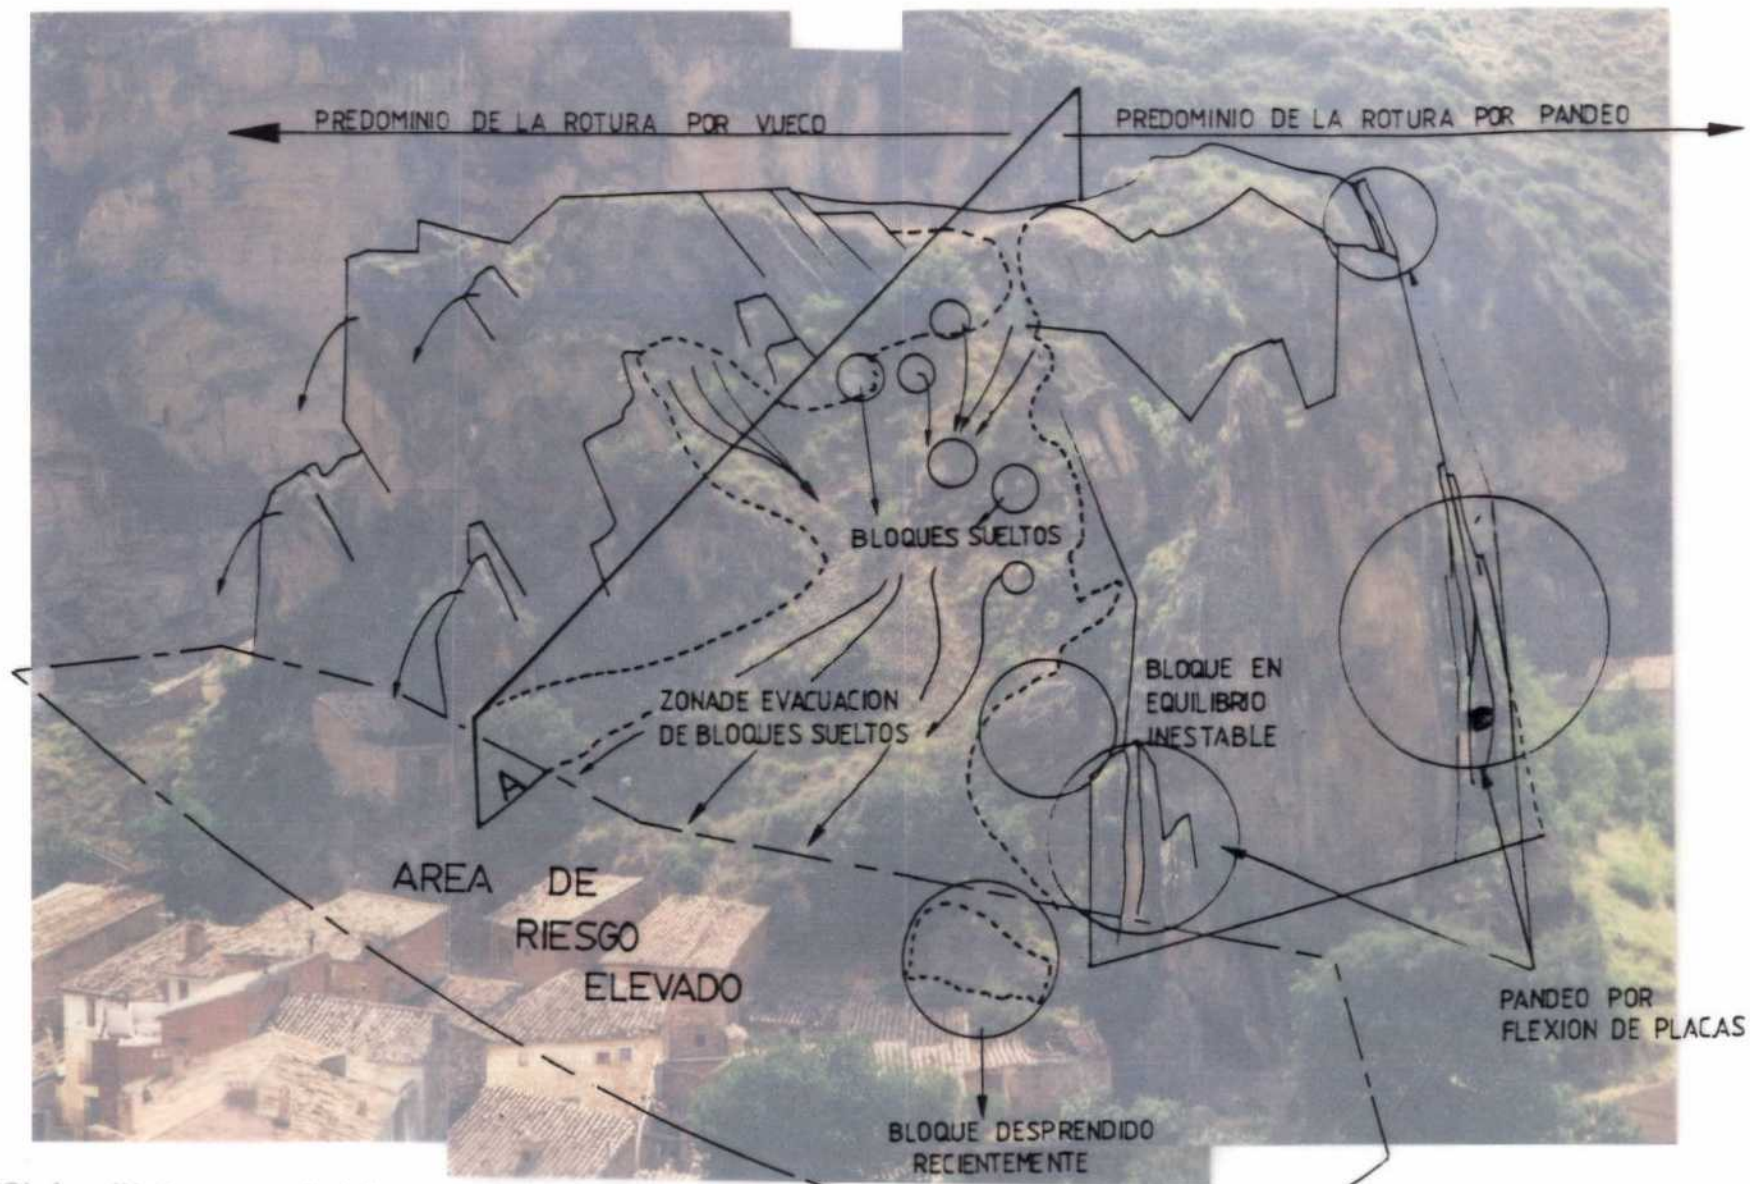 PREDOMINIO DE LA ROTURA POR VUECO
PREDOMINIO DE LA ROTURA POR PANDEO
BLOQUES SUELTOS
BLOQUE EN
EQUILIBRIO
INESTABLE
ZONADE EVACUACION
DE BLOQUES SUELTOS
A
AREA DE
RIESGO
ELEVADO
PANDEO POR
FLEXION DE PLACAS
BLOQUE DESPRENDIDO
RECIENTEMENTE